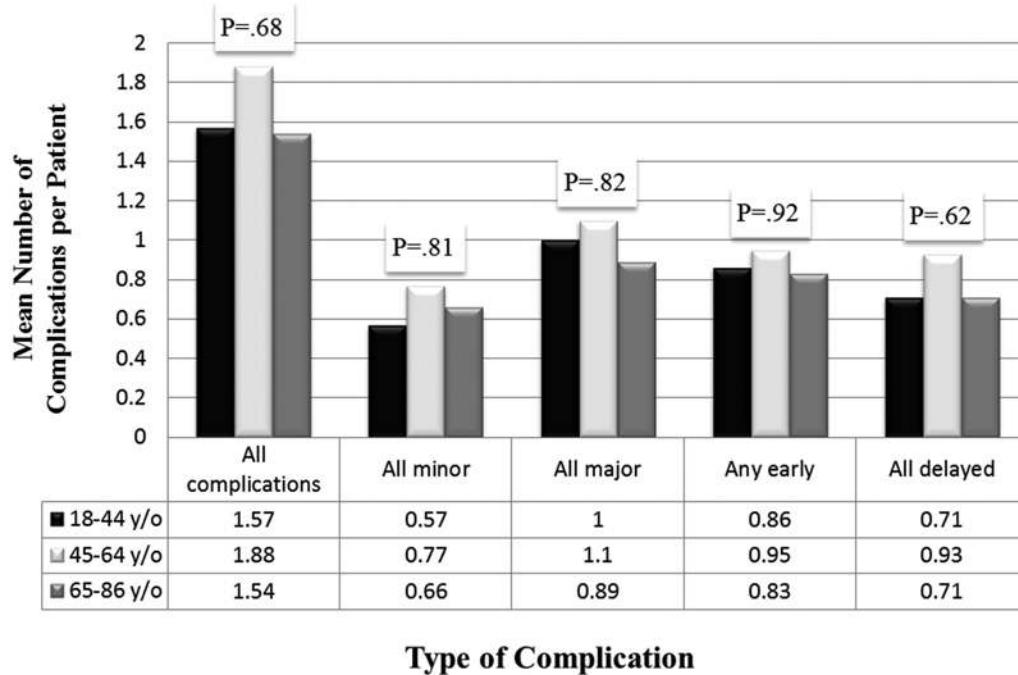 P=.68
P=.81
P=.82
P=.92
P=.62
Mean Number of
Complications per Patient
2
1.8
1.6
1.4
1.2
1
0.8
0.6
0.4
0.2
0
All
complications
All minor
All major
Any early
All delayed
18-44 y/o 1.57 0.57 1 0.86 0.71
45-64 y/o 1.88 0.77 1.1 0.95 0.93
65-86 y/o 1.54 0.66 0.89 0.83 0.71
Type of Complication